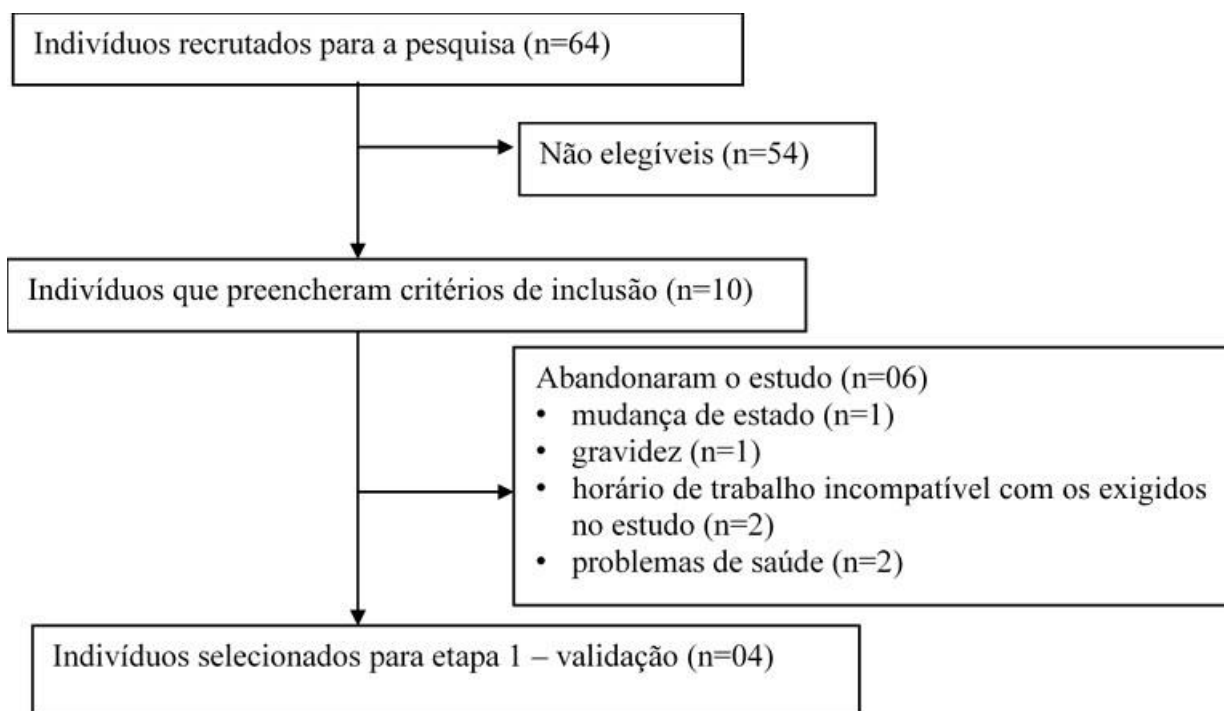 Indivíduos recrutados para a pesquisa (n=64)
Não elegíveis (n=54)
Indivíduos que preencheram critérios de inclusão (n=10)
Abandonaram o estudo (n=06)
• mudança de estado (n=1)
• gravidez (n=1)
• horário de trabalho incompatível com os exigidos
no estudo (n=2)
• problemas de saúde (n=2)
Indivíduos selecionados para etapa 1 – validação (n=04)